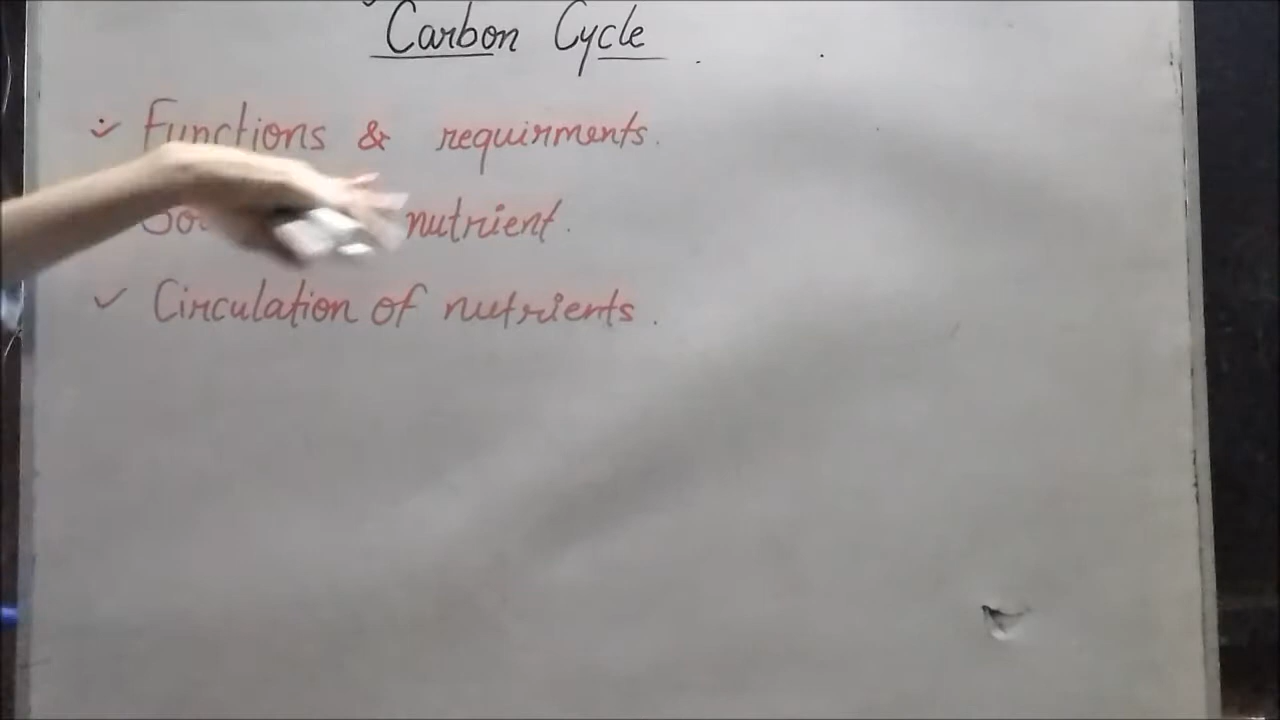 Carbon Cycle
Functions & requirments.
nutrient.
Circulation of nutrients.